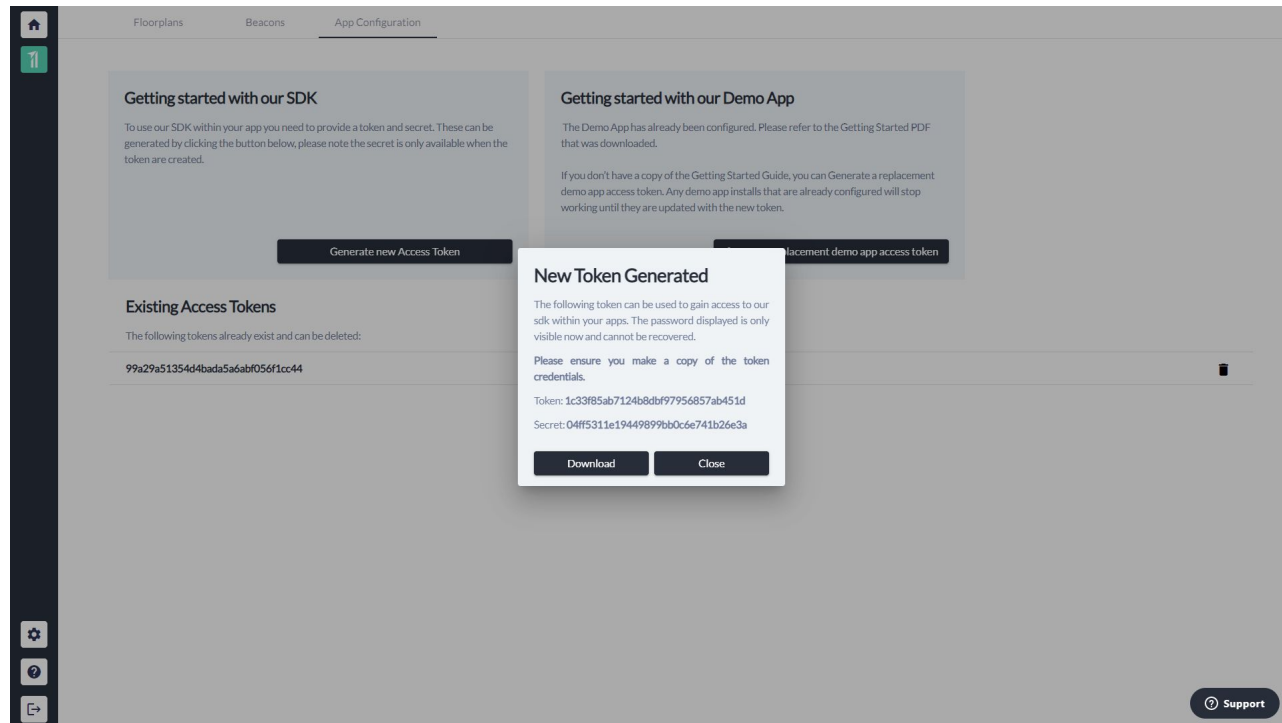 Floorplans Beacons App Configuration
Getting started with our SDK
To use our SDK within your app you need to provide a token and secret. These can be
generated by clicking the button below, please note the secret is only available when the
token are created.
Generate new Access Token
Getting started with our Demo App
The Demo App has already been configured. Please refer to the Getting Started PDF
that was downloaded.
If you don't have a copy of the Getting Started Guide, you can Generate a replacement
demo app access token. Any demo app installs that are already configured will stop
working until they are updated with the new token.
demo app access token
Existing Access Tokens
The following tokens already exist and can be deleted:
99a29a51354d4bada5a6abf056f1cc44
New Token Generated
The following token can be used to gain access to our
sdk within your apps. The password displayed is only
visible now and cannot be recovered.
Please ensure you make a copy of the token
credentials.
Token: 1c33f85ab7124b8dbf97956857ab451d
Secret: 04ff5311e19449899bb0c6e741b26e3a
Download Close
Support